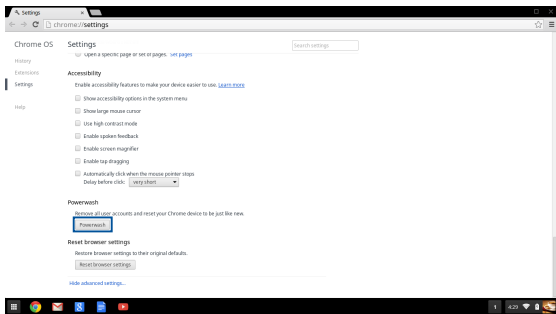 Settings
chrome://settings
Chrome OS
Settings
Search settings
History
Extensions
Settings
Help
Open a specific page or set of pages. Set pages
Accessibility
Enable accessibility features to make your device easier to use. Learn more
Show accessibility options in the system menu
Show large mouse cursor
Use high contrast mode
Enable spoken feedback
Enable screen magnifier
Enable tap dragging
Automatically click when the mouse pointer stops
Delay before click: very short
Powerwash
Remove all user accounts and reset your Chrome device to be just like new.
Powerwash
Reset browser settings
Restore browser settings to their original defaults.
Reset browser settings
Hide advanced settings...
8
1 4:29